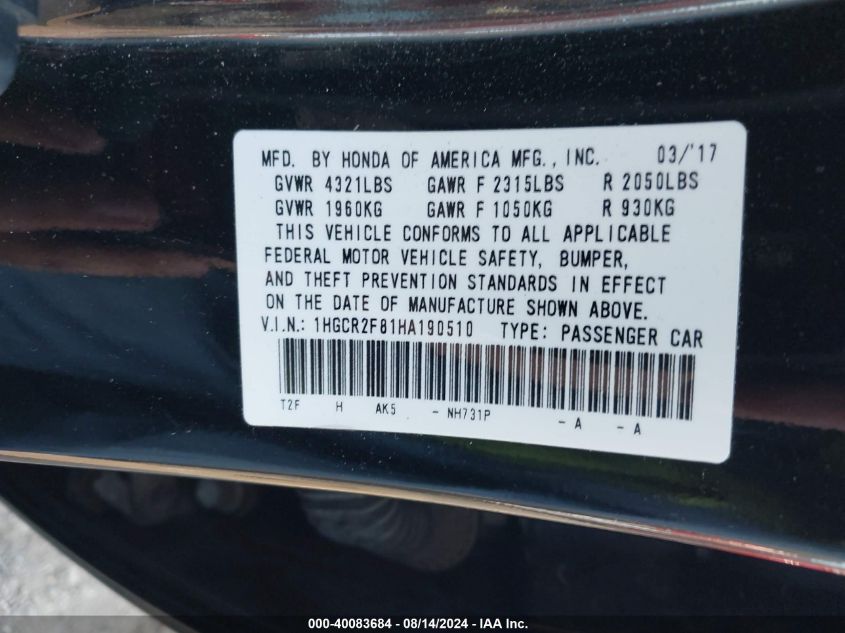 MFD. BY HONDA OF AMERICA MFG., INC. 03/'17
GVWR 4321LBS GAWR F 2315LBS R 2050LBS
GVWR 1960KG GAWR F 1050KG R 930KG
THIS VEHICLE CONFORMS TO ALL APPLICABLE
FEDERAL MOTOR VEHICLE SAFETY, BUMPER,
AND THEFT PREVENTION STANDARDS IN EFFECT
ON THE DATE OF MANUFACTURE SHOWN ABOVE.
V.I.N.: 1HGCR2F81HA190510 TYPE: PASSENGER CAR
T2F H AK5 - NH731P - A - A
000-40083684 - 08/14/2024 - IAA Inc.